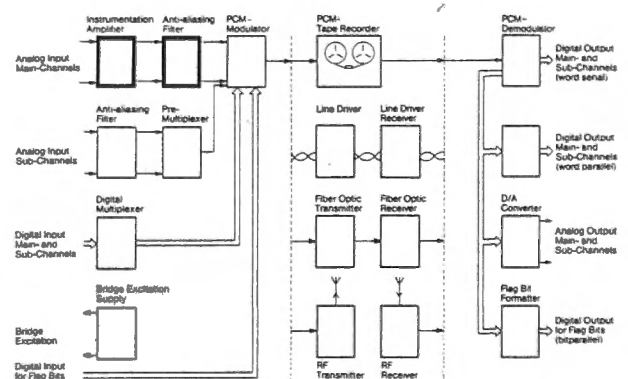 Instrumentation
Amplifier
Anti-aliasing
Filter
PCM -
Modulator
PCM-
Tape Recorder
PCM-
Demodulator
Analog Input
Main-Channels
Digital Output
Main- and
Sub-Channels
(word serial)
Anti-aliasing
Filter
Pre-
Multiplexer
Line Driver
Line Driver
Receiver
Analog Input
Sub-Channels
Digital Output
Main- and
Sub-Channels
(word parallel)
Digital
Multiplexer
Fiber Optic
Transmitter
Fiber Optic
Receiver
D/A
Converter
Digital Input
Main- and
Sub-Channels
Analog Output
Main- and
Sub-Channels
Bridge Excitation
Supply
Flag Bit
Formatter
Bridge
Excitation
Digital Output
for Flag Bits
(bitparallel)
Digital Input
for Flag Bits
RF
Transmitter
RF
Receiver